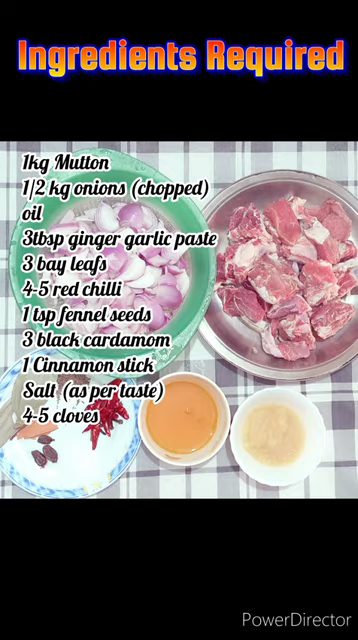 Ingredients Required
1kg Mutton
1/2 kg onions (chopped)
oil
3tbsp ginger garlic paste
3 bay leafs
4-5 red chilli
1 tsp fennel seeds
3 black cardamom
1 Cinnamon stick
Salt (as per taste)
4-5 cloves
PowerDirector